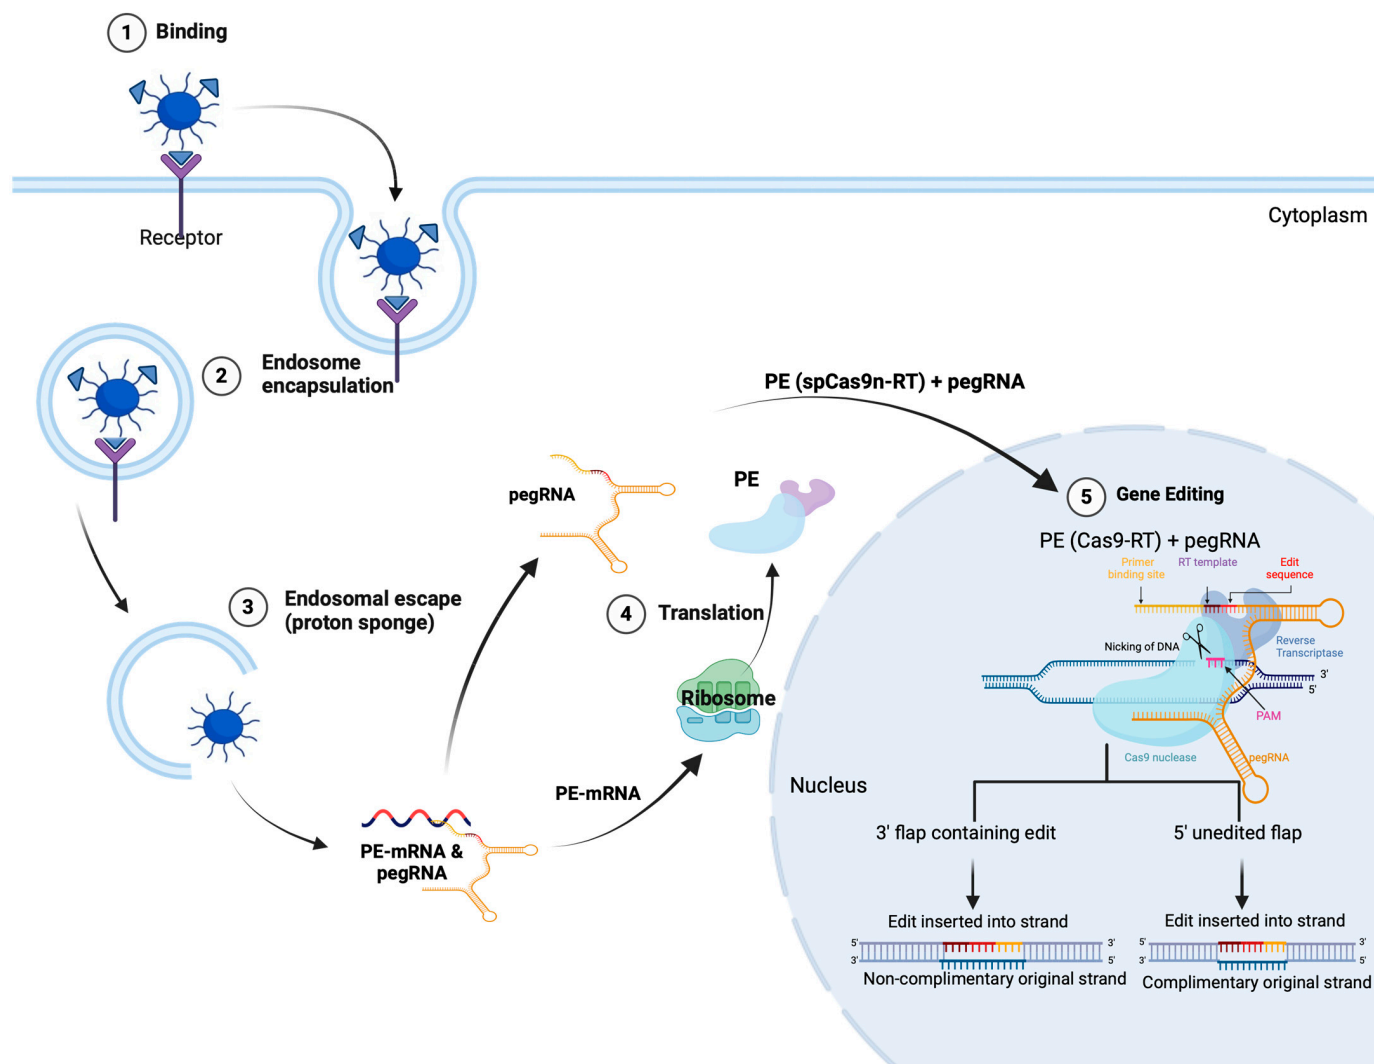 1 Binding
Receptor
Cytoplasm
2 Endosome
encapsulation
3 Endosomal escape
(proton sponge)
PE-mRNA &
pegRNA
pegRNA
PE-mRNA
4 Translation
Ribosome
PE
PE (spCas9n-RT) + pegRNA
5 Gene Editing
PE (Cas9-RT) + pegRNA
Primer
binding site
RT template
Edit
sequence
Nicking of DNA
Reverse
Transcriptase
3'
5'
PAM
Cas9 nuclease
pegRNA
Nucleus
3' flap containing edit
5' unedited flap
Edit inserted into strand
5' 3'
3' 5'
Non-complimentary original strand
Edit inserted into strand
5' 3'
3' 5'
Complimentary original strand